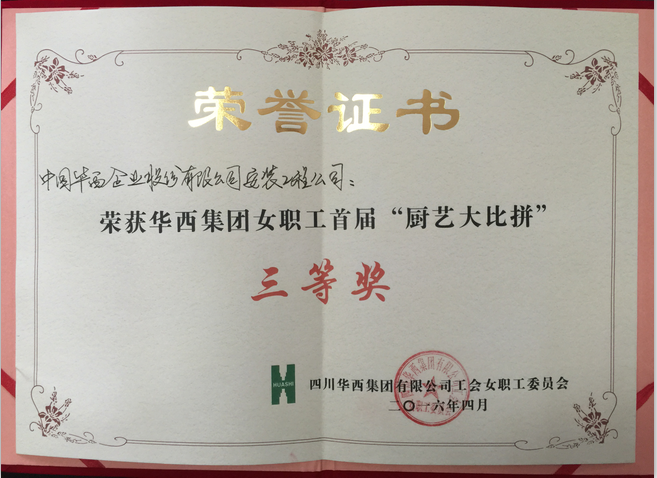 荣誉证书
中国华西企业股份有限公司安装工程公司：
荣获华西集团女职工首届“厨艺大比拼”
三等奖
HUASHI
四川华西集团有限公司工会女职工委员会
二〇一六年四月